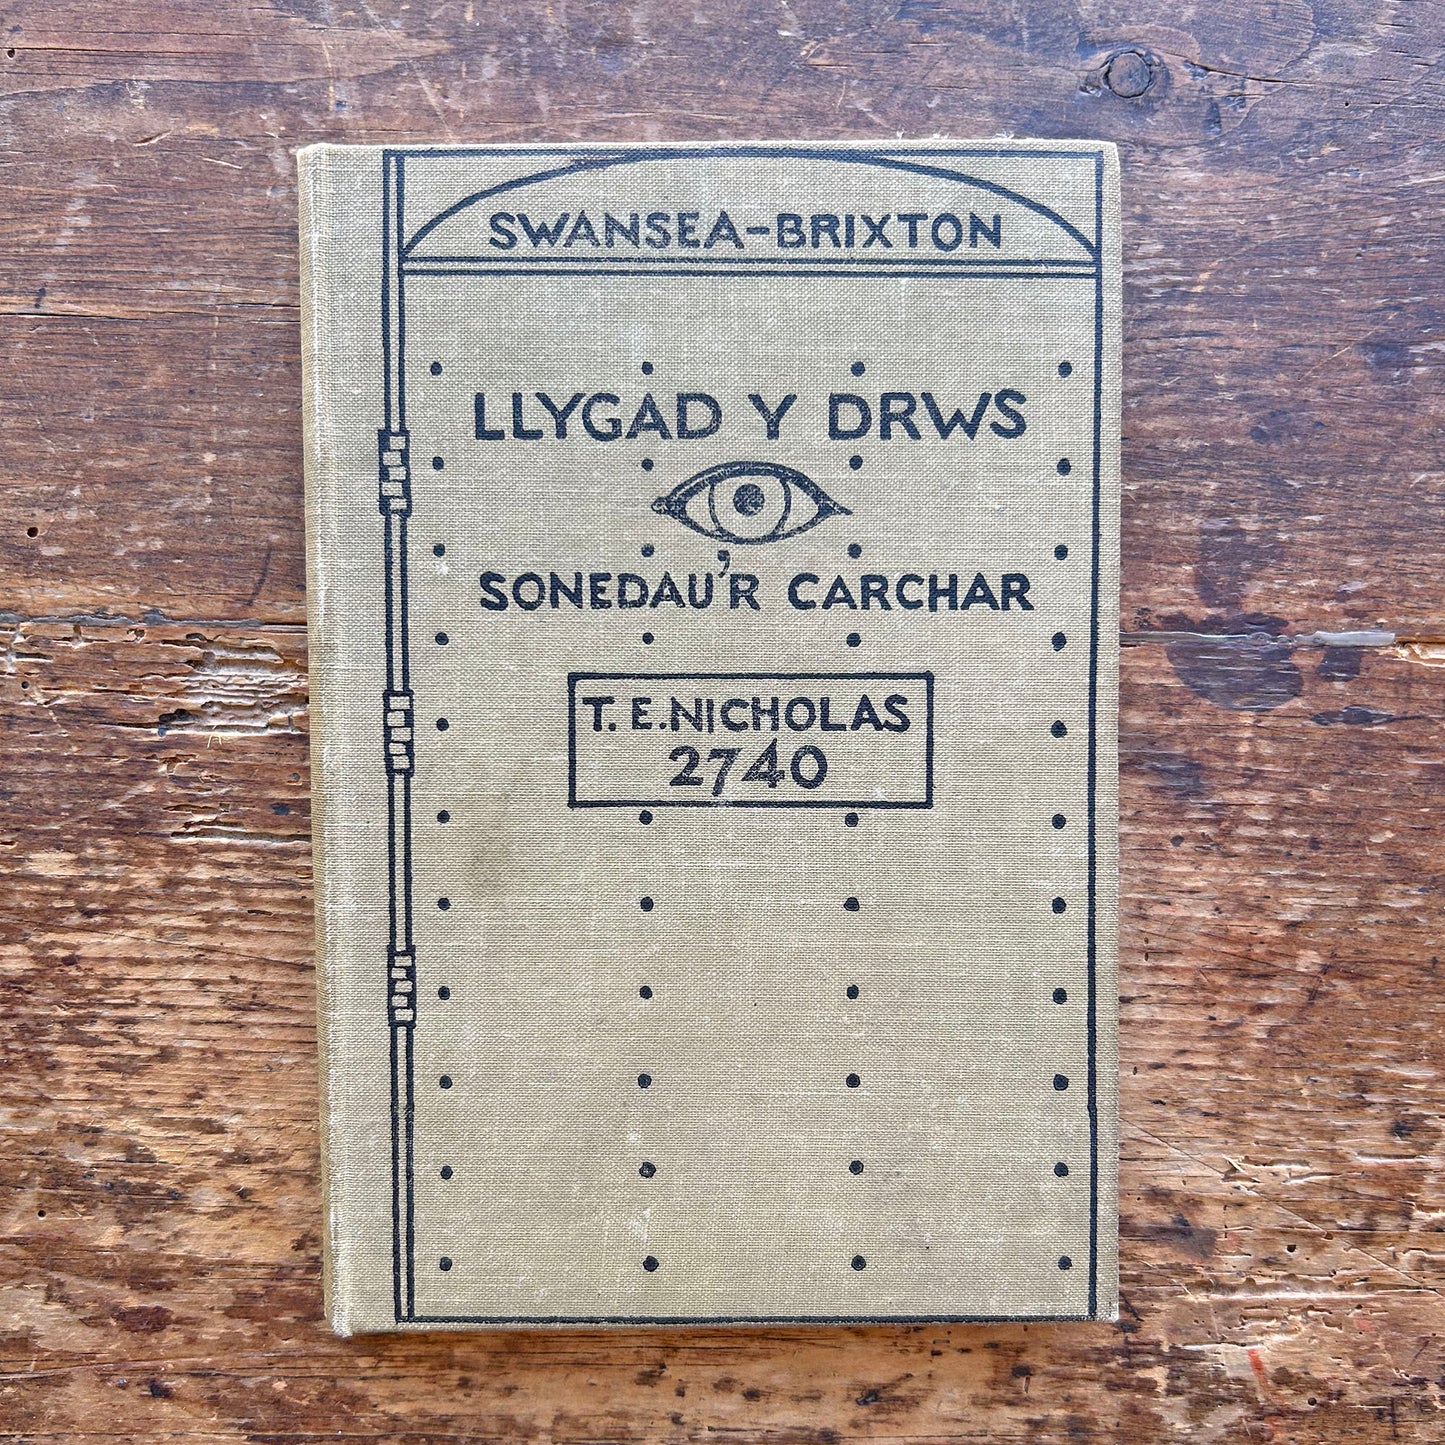 SWANSEA-BRIXTON
LLYGAD Y DRWS
SONEDAU'R CARCHAR
T. E. NICHOLAS
2740